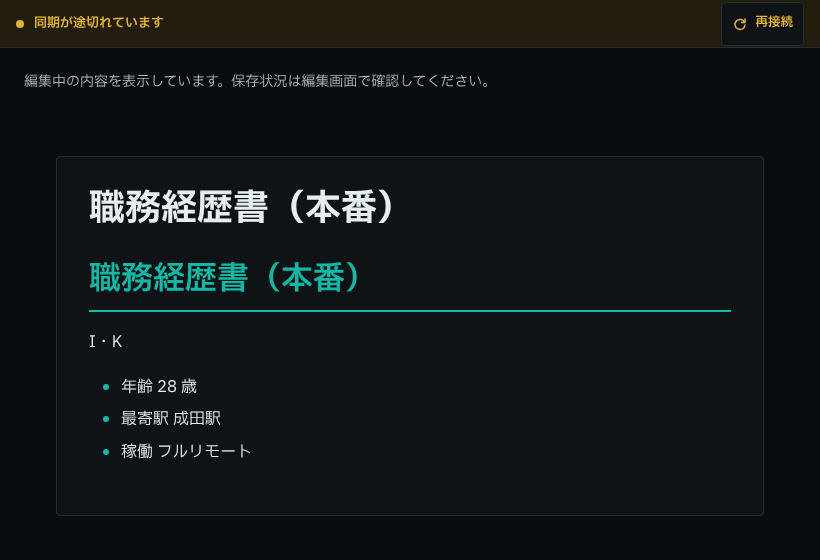 同期が途切れています
再接続
編集中の内容を表示しています。保存状況は編集画面で確認してください。
職務経歴書（本番）
職務経歴書（本番）
I・K
年齢 28 歳
最寄駅 成田駅
稼働 フルリモート